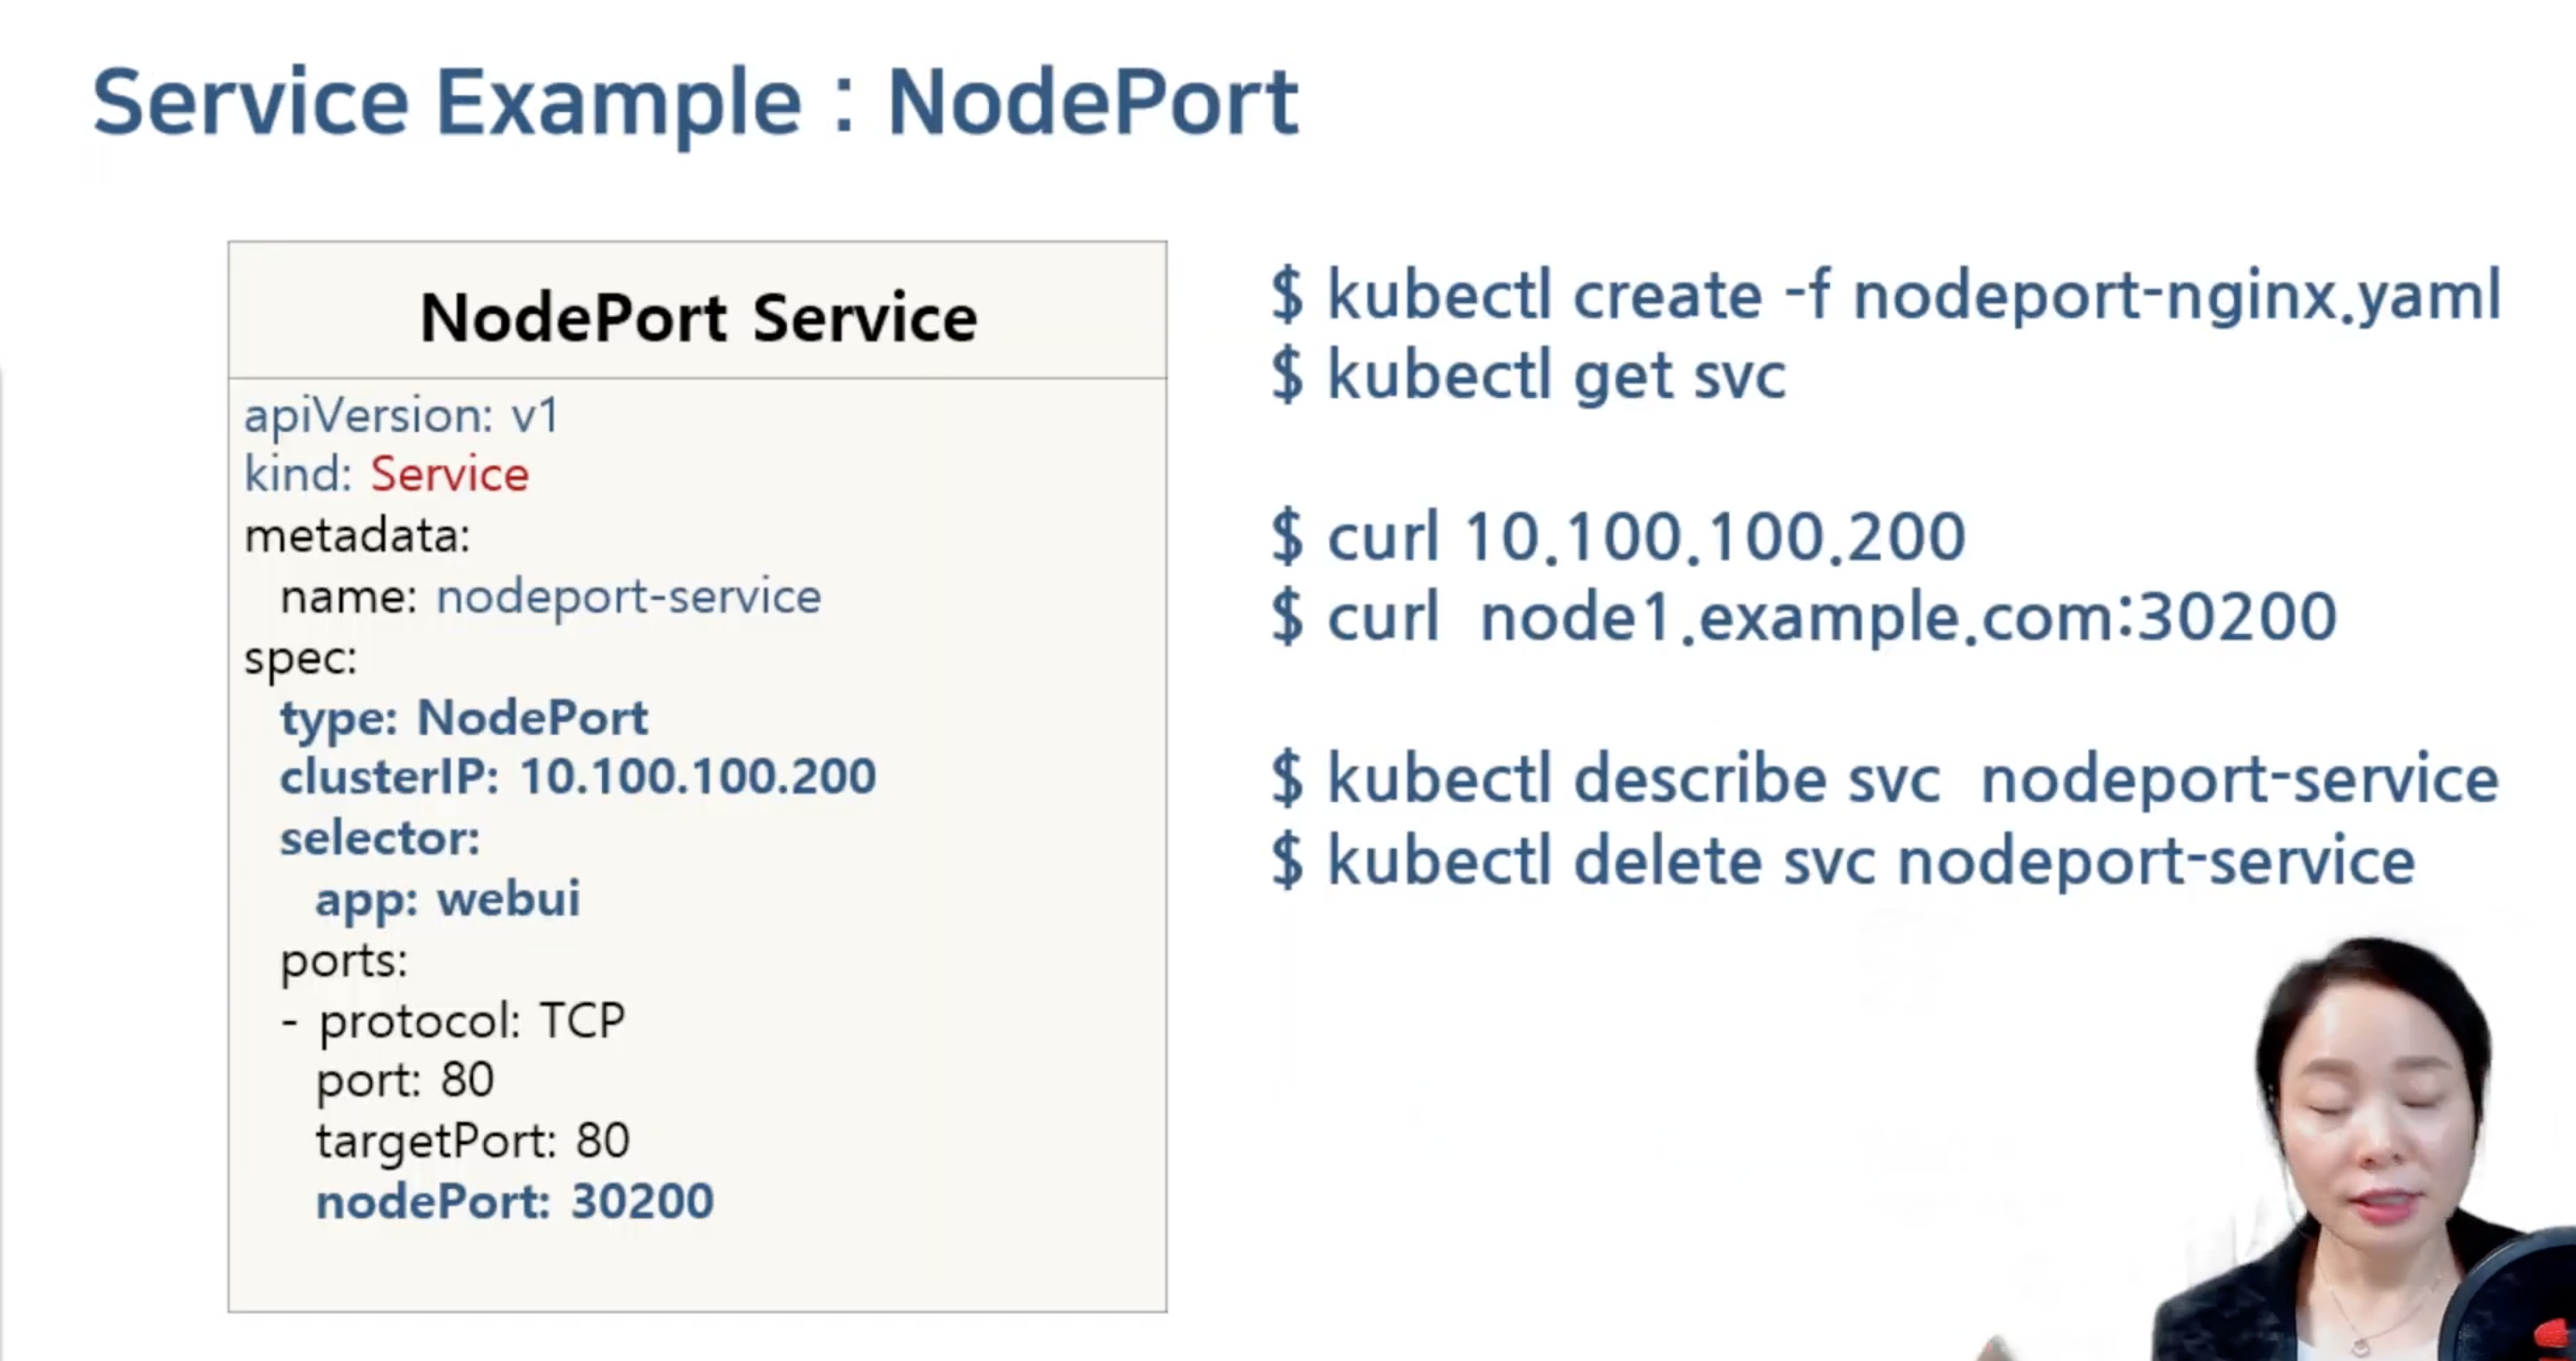 Service Example : NodePort
NodePort Service
apiVersion: v1
kind: Service
metadata:
  name: nodeport-service
spec:
  type: NodePort
  clusterIP: 10.100.100.200
  selector:
    app: webui
  ports:
  - protocol: TCP
    port: 80
    targetPort: 80
    nodePort: 30200
$ kubectl create -f nodeport-nginx.yaml
$ kubectl get svc
$ curl 10.100.100.200
$ curl  node1.example.com:30200
$ kubectl describe svc  nodeport-service
$ kubectl delete svc nodeport-service